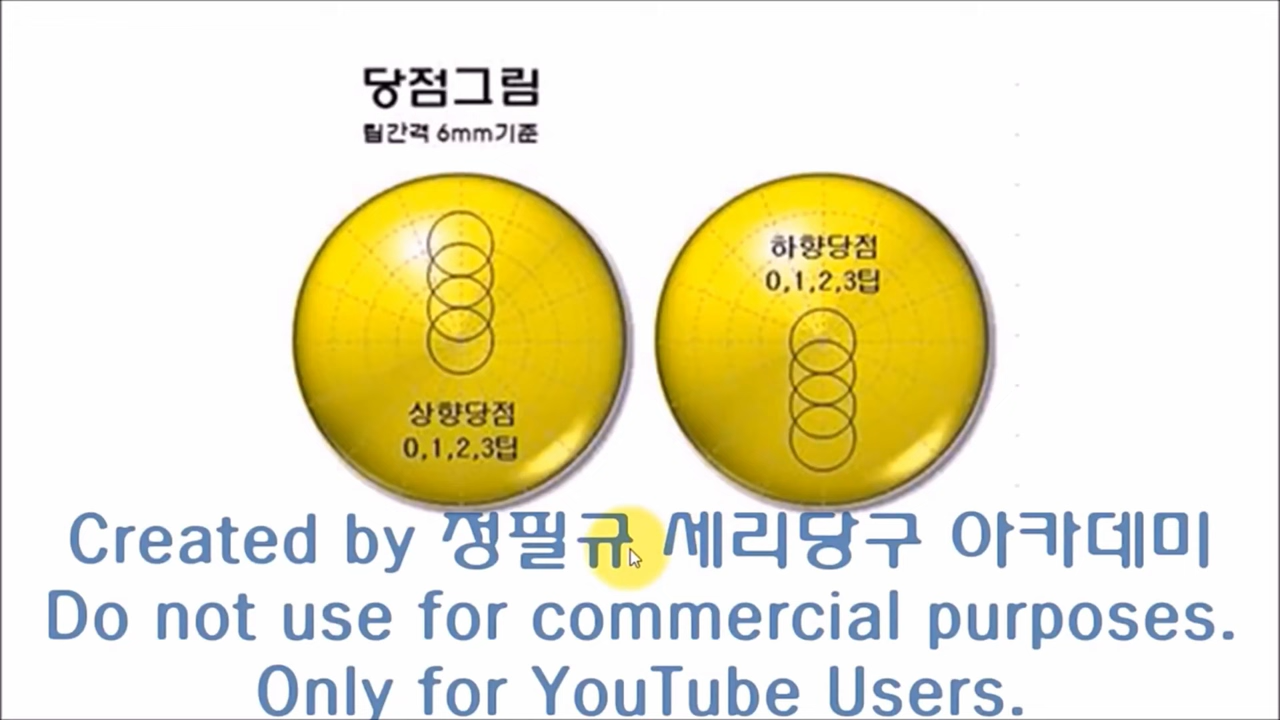 당점그림
팁간격 6mm기준
하향당점
0,1,2,3팁
상향당점
0,1,2,3팁
Created by 정필규 세리당구 아카데미
Do not use for commercial purposes.
Only for YouTube Users.